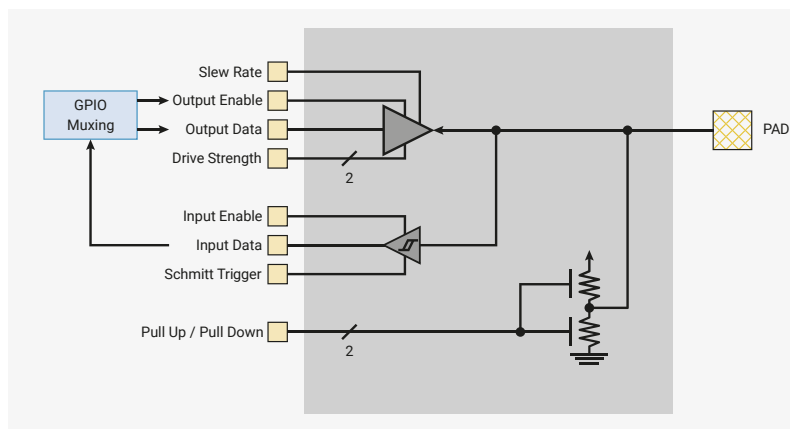 Slew Rate
GPIO
Muxing
Output Enable
Output Data
PAD
Drive Strength
2
Input Enable
Input Data
Schmitt Trigger
Pull Up / Pull Down
2